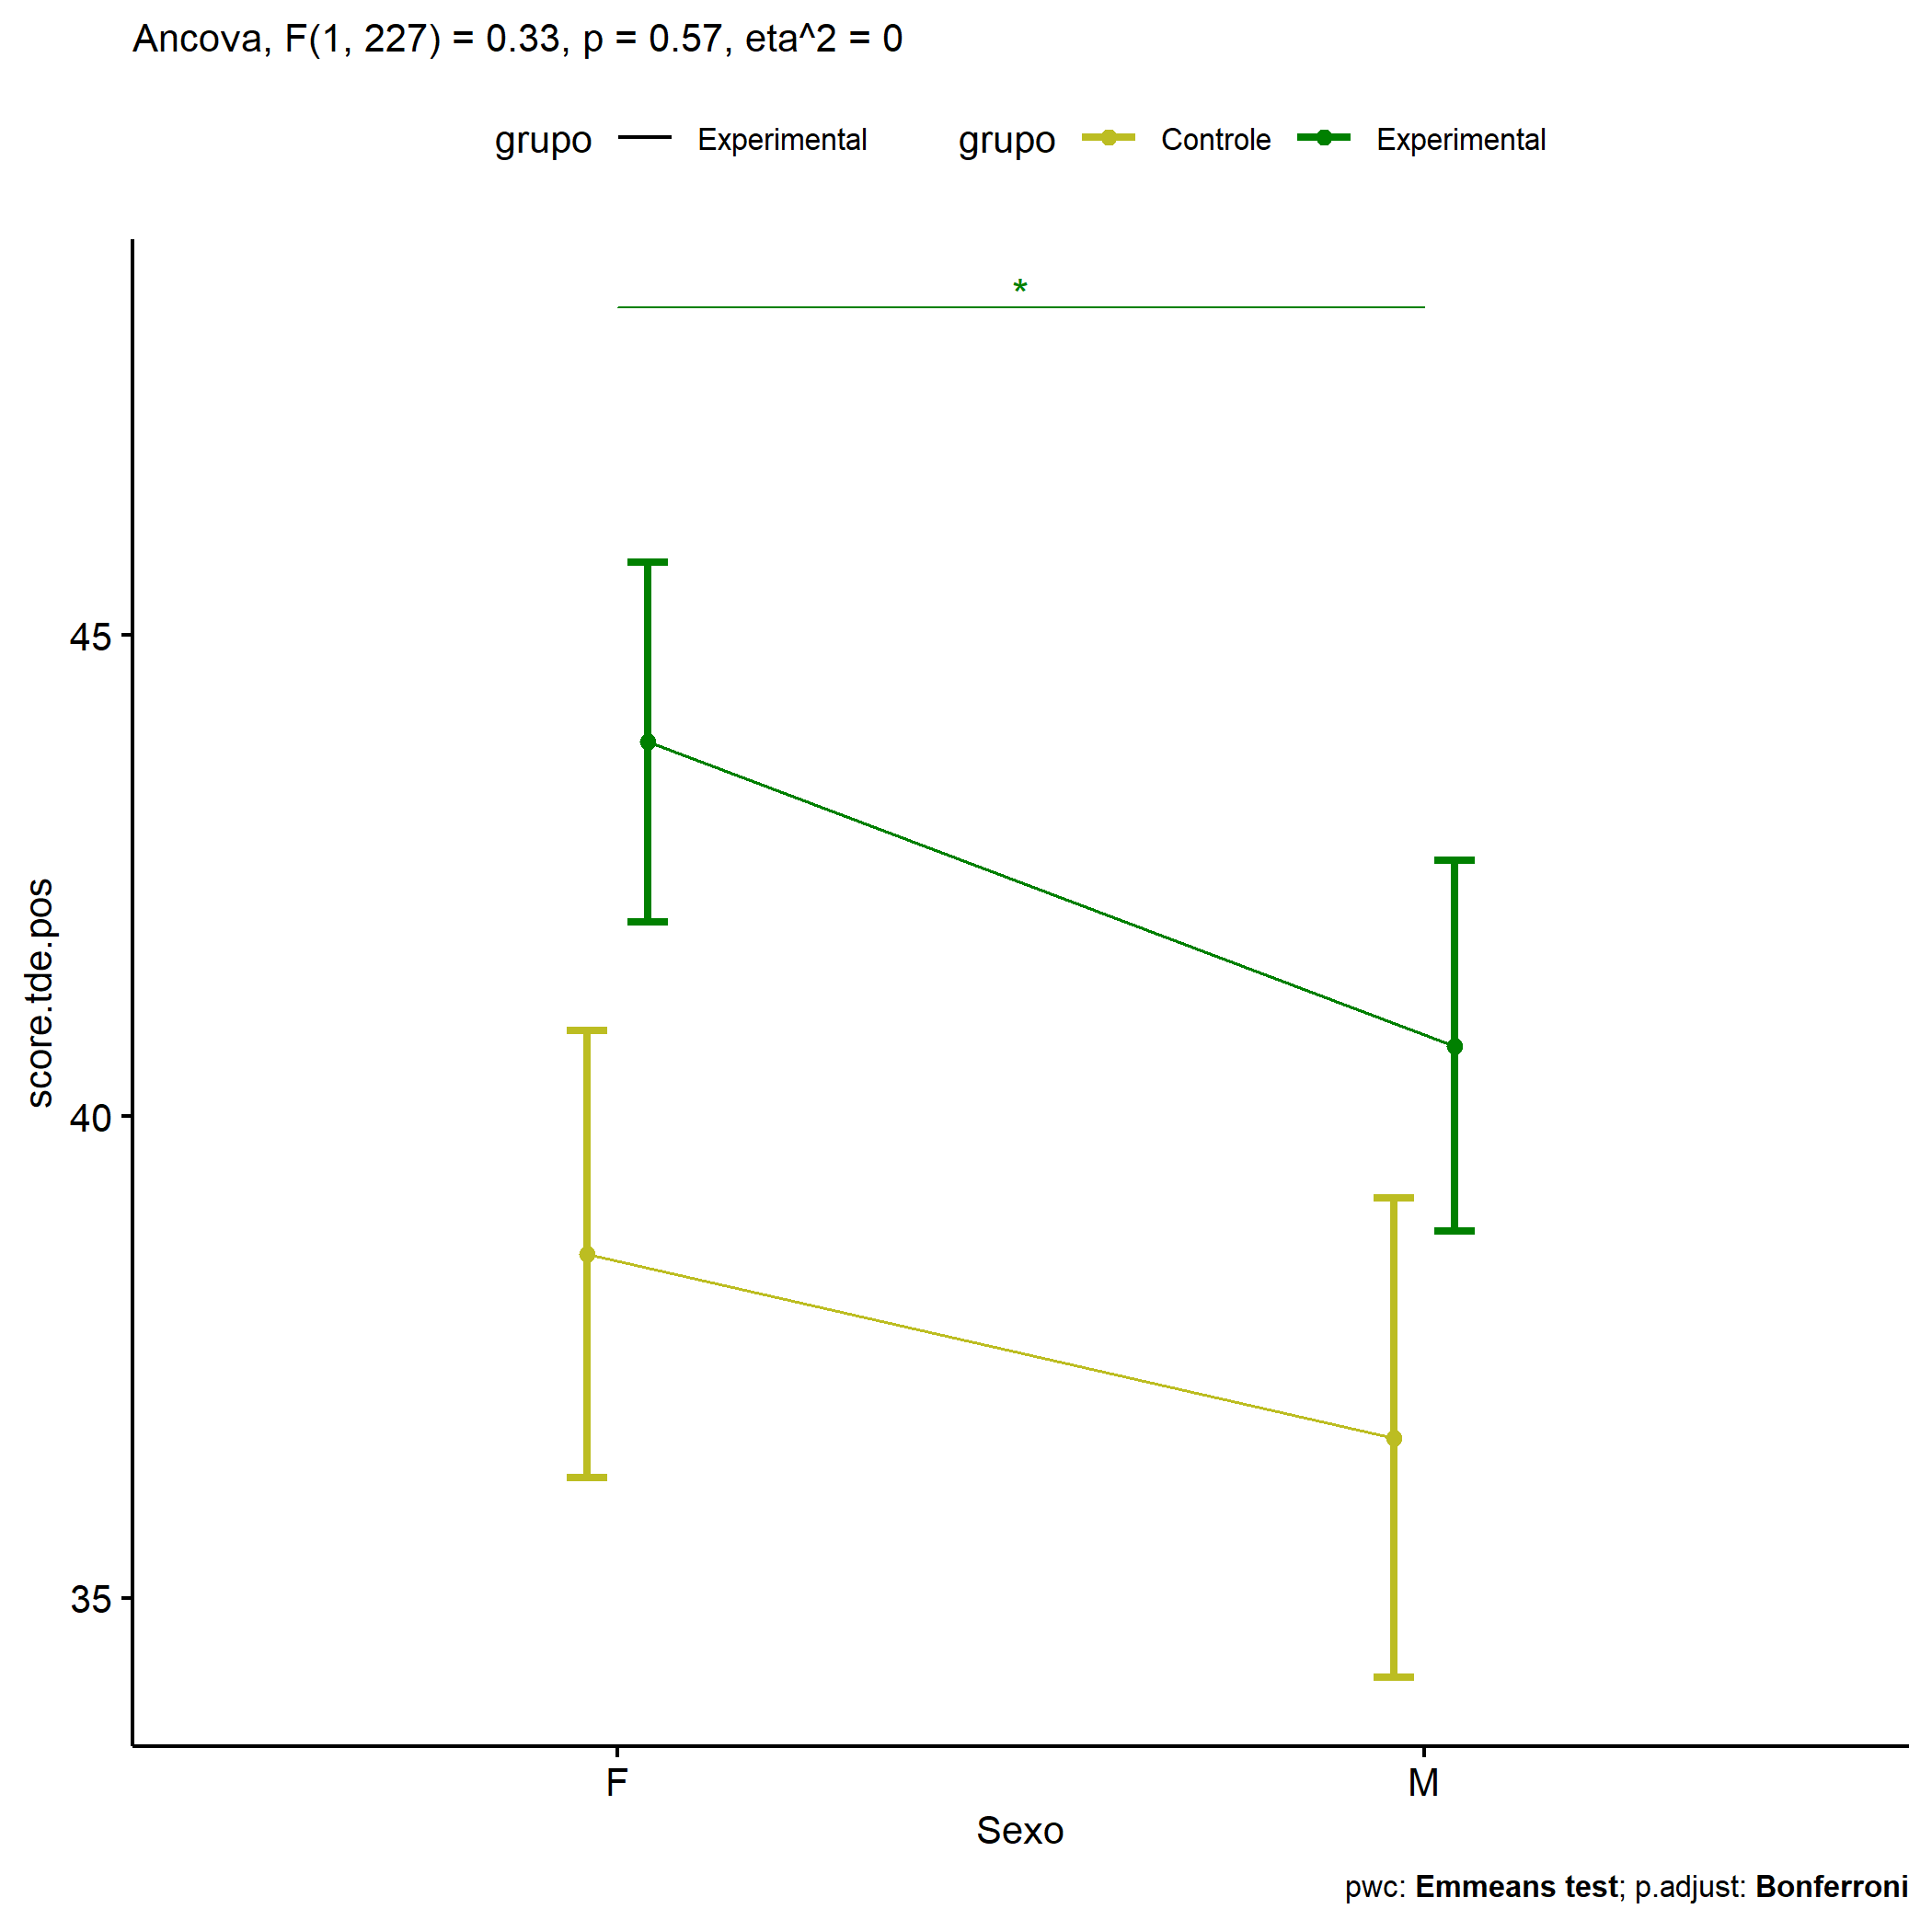 Ancova, F(1, 227) = 0.33, p = 0.57, eta^2 = 0
grupo Experimental grupo Controle Experimental
*
45
40
35
score.tde.pos
F M
Sexo
pwc: Emmeans test; p.adjust: Bonferroni